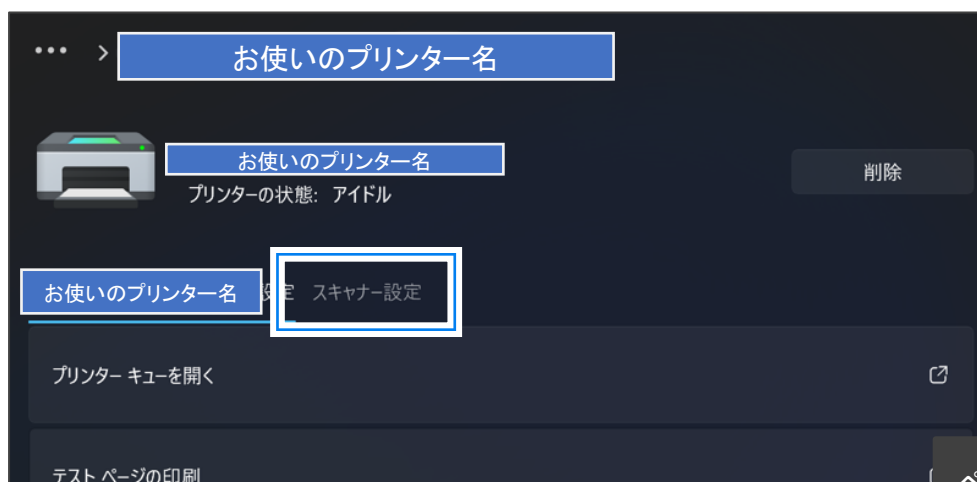 お使いのプリンター名
お使いのプリンター名
削除
プリンターの状態: アイドル
お使いのプリンター名 設定 スキャナー設定
プリンター キューを開く
テスト ページの印刷